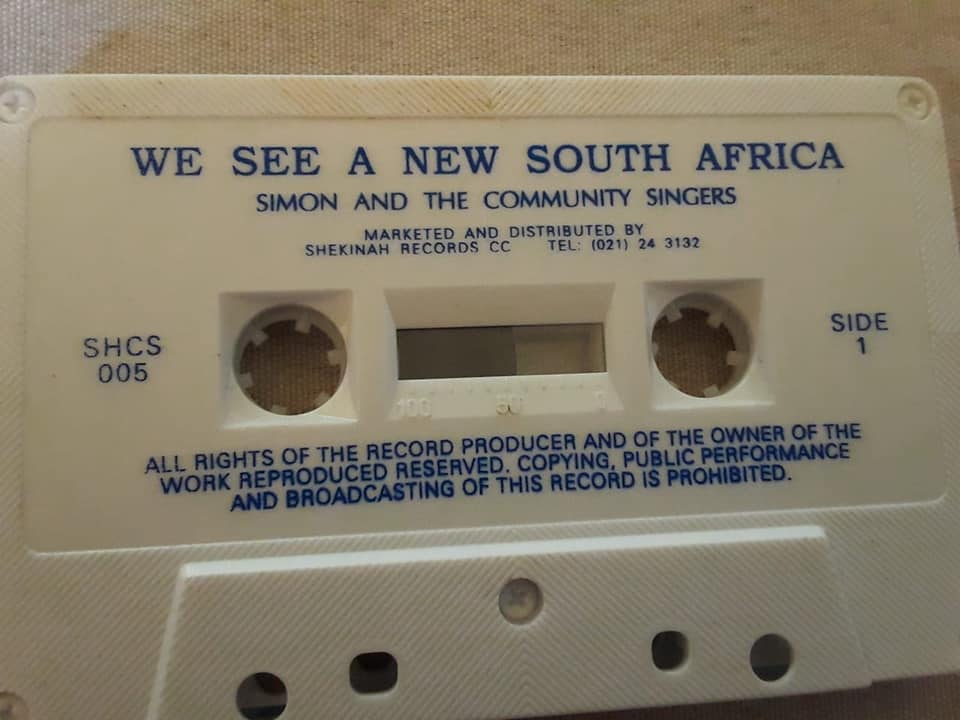 WE SEE A NEW SOUTH AFRICA
SIMON AND THE COMMUNITY SINGERS
MARKETED AND DISTRIBUTED BY
SHEKINAH RECORDS CC TEL: (021) 24 3132
SHCS
005
SIDE
1
100 50 0
ALL RIGHTS OF THE RECORD PRODUCER AND OF THE OWNER OF THE
WORK REPRODUCED RESERVED. COPYING, PUBLIC PERFORMANCE
AND BROADCASTING OF THIS RECORD IS PROHIBITED.